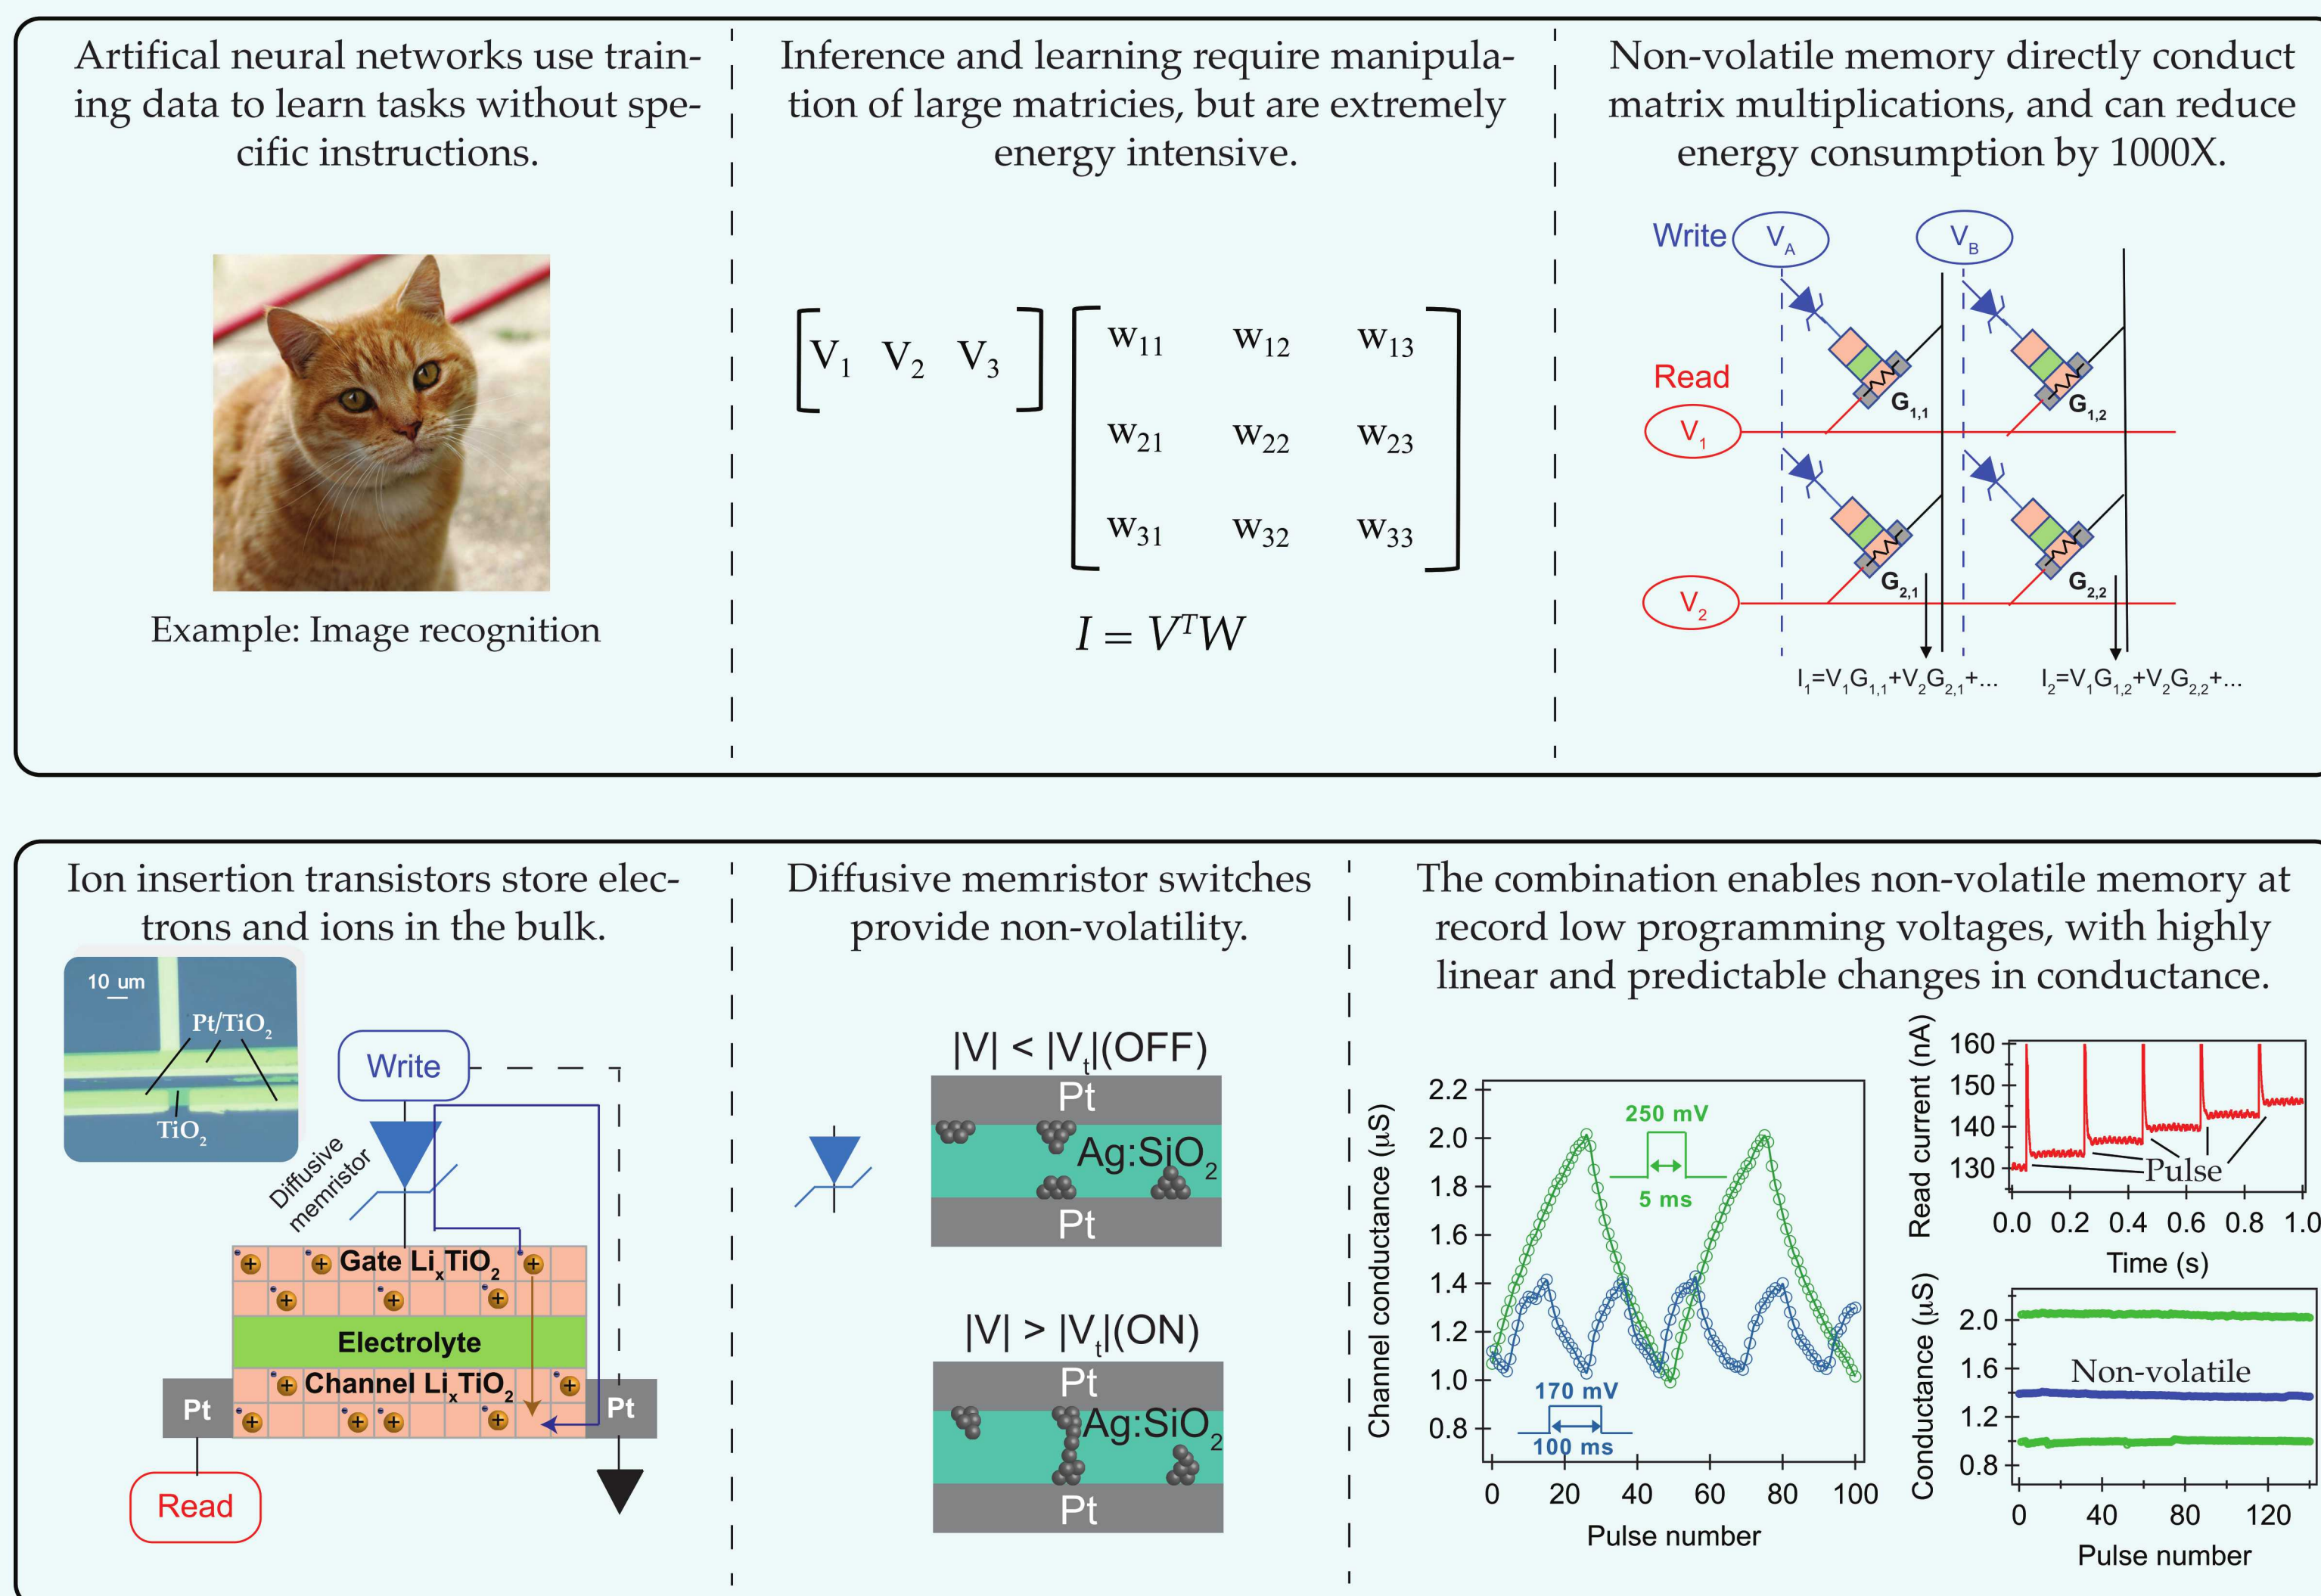 Artifical neural networks use train-
ing data to learn tasks without spe-
cific instructions.
Example: Image recognition
Inference and learning require manipula-
tion of large matricies, but are extremely
energy intensive.
V₁ V₂ V₃
w₁₁ w₁₂ w₁₃
w₂₁ w₂₂ w₂₃
w₃₁ w₃₂ w₃₃
I = VᵀW
Non-volatile memory directly conduct
matrix multiplications, and can reduce
energy consumption by 1000X.
Write V_A V_B
Read
V₁
G₁,₁ G₁,₂
V₂
G₂,₁ G₂,₂
I₁=V₁G₁,₁+V₂G₂,₁+...
I₂=V₁G₁,₂+V₂G₂,₂+...
Ion insertion transistors store elec-
trons and ions in the bulk.
10 um
Pt/TiO₂
TiO₂
Write
Diffusive
memristor
Gate LiₓTiO₂
Electrolyte
Channel LiₓTiO₂
Pt
Pt
Read
Diffusive memristor switches
provide non-volatility.
|V| < |Vₜ|(OFF)
Pt
Ag:SiO₂
Pt
|V| > |Vₜ|(ON)
Pt
Ag:SiO₂
Pt
The combination enables non-volatile memory at
record low programming voltages, with highly
linear and predictable changes in conductance.
Channel conductance (μS)
2.2
2.0
1.8
1.6
1.4
1.2
1.0
0.8
250 mV
5 ms
170 mV
100 ms
0 20 40 60 80 100
Pulse number
Read current (nA)
160
150
140
130
Pulse
0.0 0.2 0.4 0.6 0.8 1.0
Time (s)
Conductance (μS)
2.0
1.6
1.2
0.8
Non-volatile
0 40 80 120
Pulse number